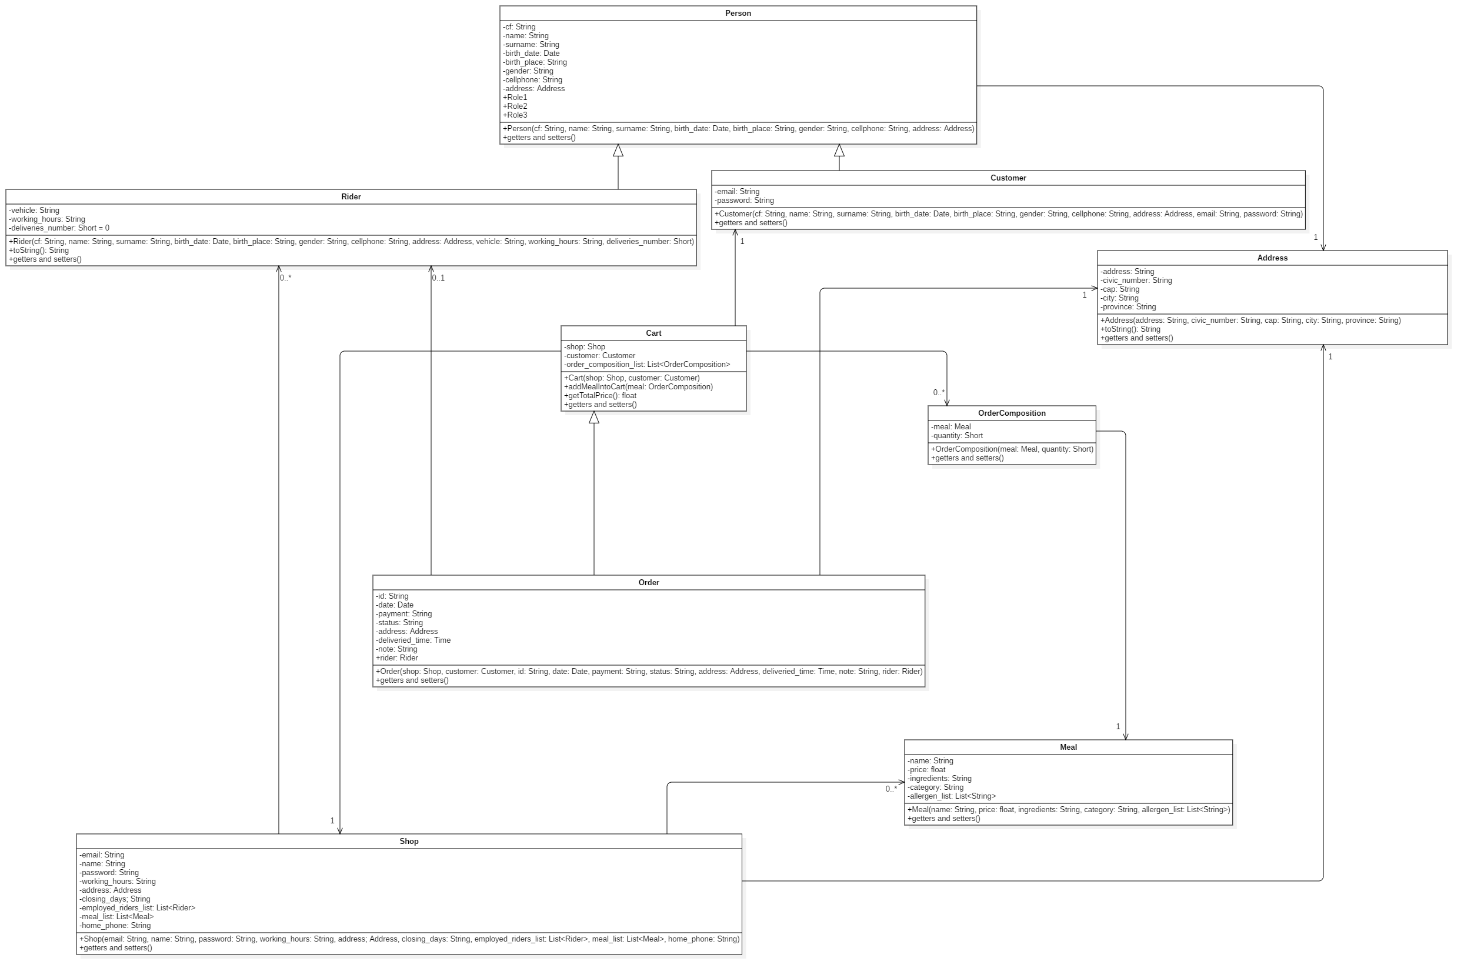 Person
-cf: String
-name: String
-surname: String
-birth_date: Date
-birth_place: String
-gender: String
-cellphone: String
-address: Address
+Role1
+Role2
+Role3
+Person(cf: String, name: String, surname: String, birth_date: Date, birth_place: String, gender: String, cellphone: String, address: Address)
+getters and setters()
Rider
-vehicle: String
-working_hours: String
-deliveries_number: Short = 0
+Rider(cf: String, name: String, surname: String, birth_date: Date, birth_place: String, gender: String, cellphone: String, address: Address, vehicle: String, working_hours: String, deliveries_number: Short)
+toString(): String
+getters and setters()
0..*
0..1
Customer
-email: String
-password: String
+Customer(cf: String, name: String, surname: String, birth_date: Date, birth_place: String, gender: String, cellphone: String, address: Address, email: String, password: String)
+getters and setters()
1
1
Address
-address: String
-civic_number: String
-cap: String
-city: String
-province: String
+Address(address: String, civic_number: String, cap: String, city: String, province: String)
+toString(): String
+getters and setters()
1
1
Cart
-shop: Shop
-customer: Customer
-order_composition_list: List<OrderComposition>
+Cart(shop: Shop, customer: Customer)
+addMealIntoCart(meal: OrderComposition)
+getTotalPrice(): float
+getters and setters()
0..*
OrderComposition
-meal: Meal
-quantity: Short
+OrderComposition(meal: Meal, quantity: Short)
+getters and setters()
Order
-id: String
-date: Date
-payment: String
-status: String
-address: Address
-deliveried_time: Time
-note: String
+rider: Rider
+Order(shop: Shop, customer: Customer, id: String, date: Date, payment: String, status: String, address: Address, deliveried_time: Time, note: String, rider: Rider)
+getters and setters()
1
Meal
-name: String
-price: float
-ingredients: String
-category: String
-allergen_list: List<String>
+Meal(name: String, price: float, ingredients: String, category: String, allergen_list: List<String>)
+getters and setters()
0..*
1
Shop
-email: String
-name: String
-password: String
-working_hours: String
-address: Address
-closing_days: String
-employed_riders_list: List<Rider>
-meal_list: List<Meal>
-home_phone: String
+Shop(email: String, name: String, password: String, working_hours: String, address: Address, closing_days: String, employed_riders_list: List<Rider>, meal_list: List<Meal>, home_phone: String)
+getters and setters()